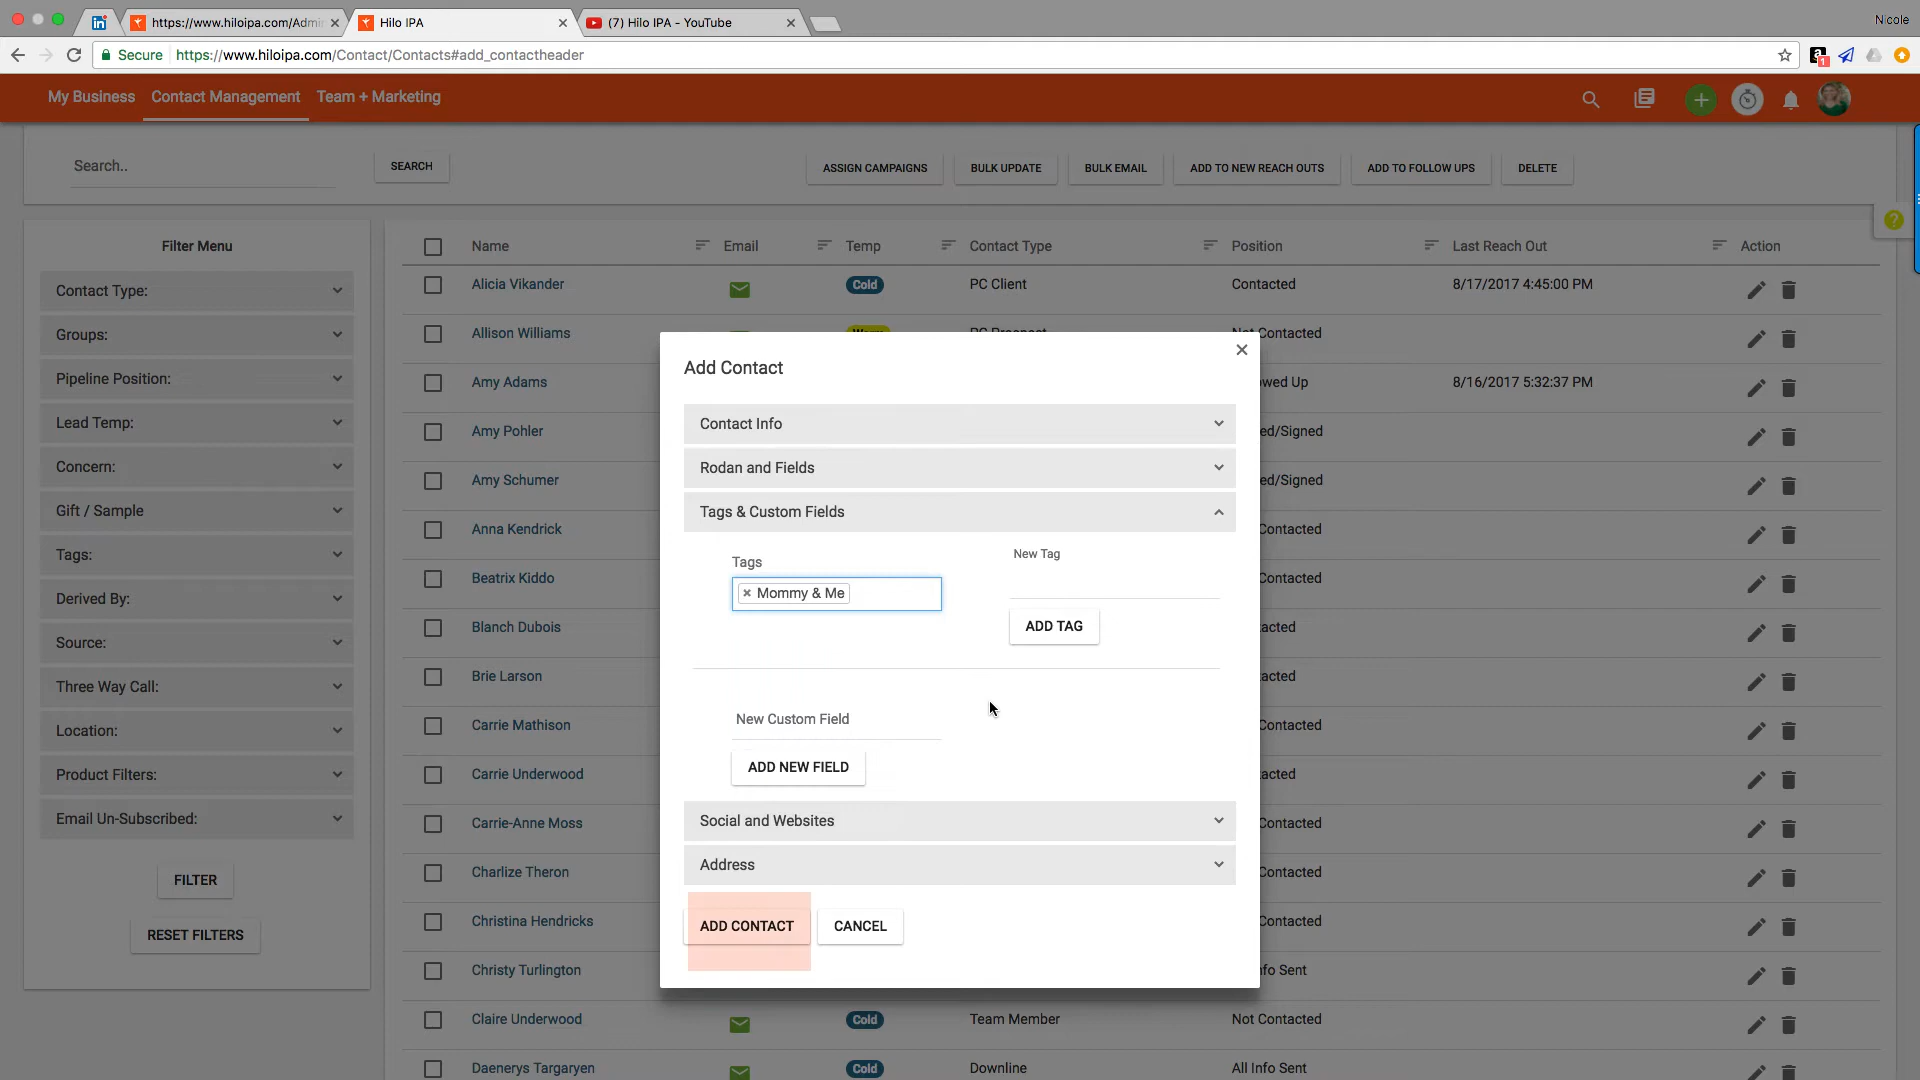 https://www.hiloipa.com/Admi
Hilo IPA
(7) Hilo IPA - YouTube
Nicole
Secure https://www.hiloipa.com/Contact/Contacts#add_contactheader
My Business Contact Management Team + Marketing
Search..
SEARCH
ASSIGN CAMPAIGNS BULK UPDATE BULK EMAIL ADD TO NEW REACH OUTS ADD TO FOLLOW UPS DELETE
Filter Menu
Contact Type:
Groups:
Pipeline Position:
Lead Temp:
Concern:
Gift / Sample
Tags:
Derived By:
Source:
Three Way Call:
Location:
Product Filters:
Email Un-Subscribed:
FILTER
RESET FILTERS
Name Email Temp Contact Type Position Last Reach Out Action
Alicia Vikander Cold PC Client Contacted 8/17/2017 4:45:00 PM
Allison Williams Warm PC Prospect Not Contacted
Amy Adams owed Up 8/16/2017 5:32:37 PM
Amy Pohler ed/Signed
Amy Schumer ed/Signed
Anna Kendrick Contacted
Beatrix Kiddo Contacted
Blanch Dubois acted
Brie Larson acted
Carrie Mathison Contacted
Carrie Underwood acted
Carrie-Anne Moss Contacted
Charlize Theron Contacted
Christina Hendricks Contacted
Christy Turlington nfo Sent
Claire Underwood Cold Team Member Not Contacted
Daenerys Targaryen Cold Downline All Info Sent
Add Contact
Contact Info
Rodan and Fields
Tags & Custom Fields
Tags
× Mommy & Me
New Tag
ADD TAG
New Custom Field
ADD NEW FIELD
Social and Websites
Address
ADD CONTACT CANCEL